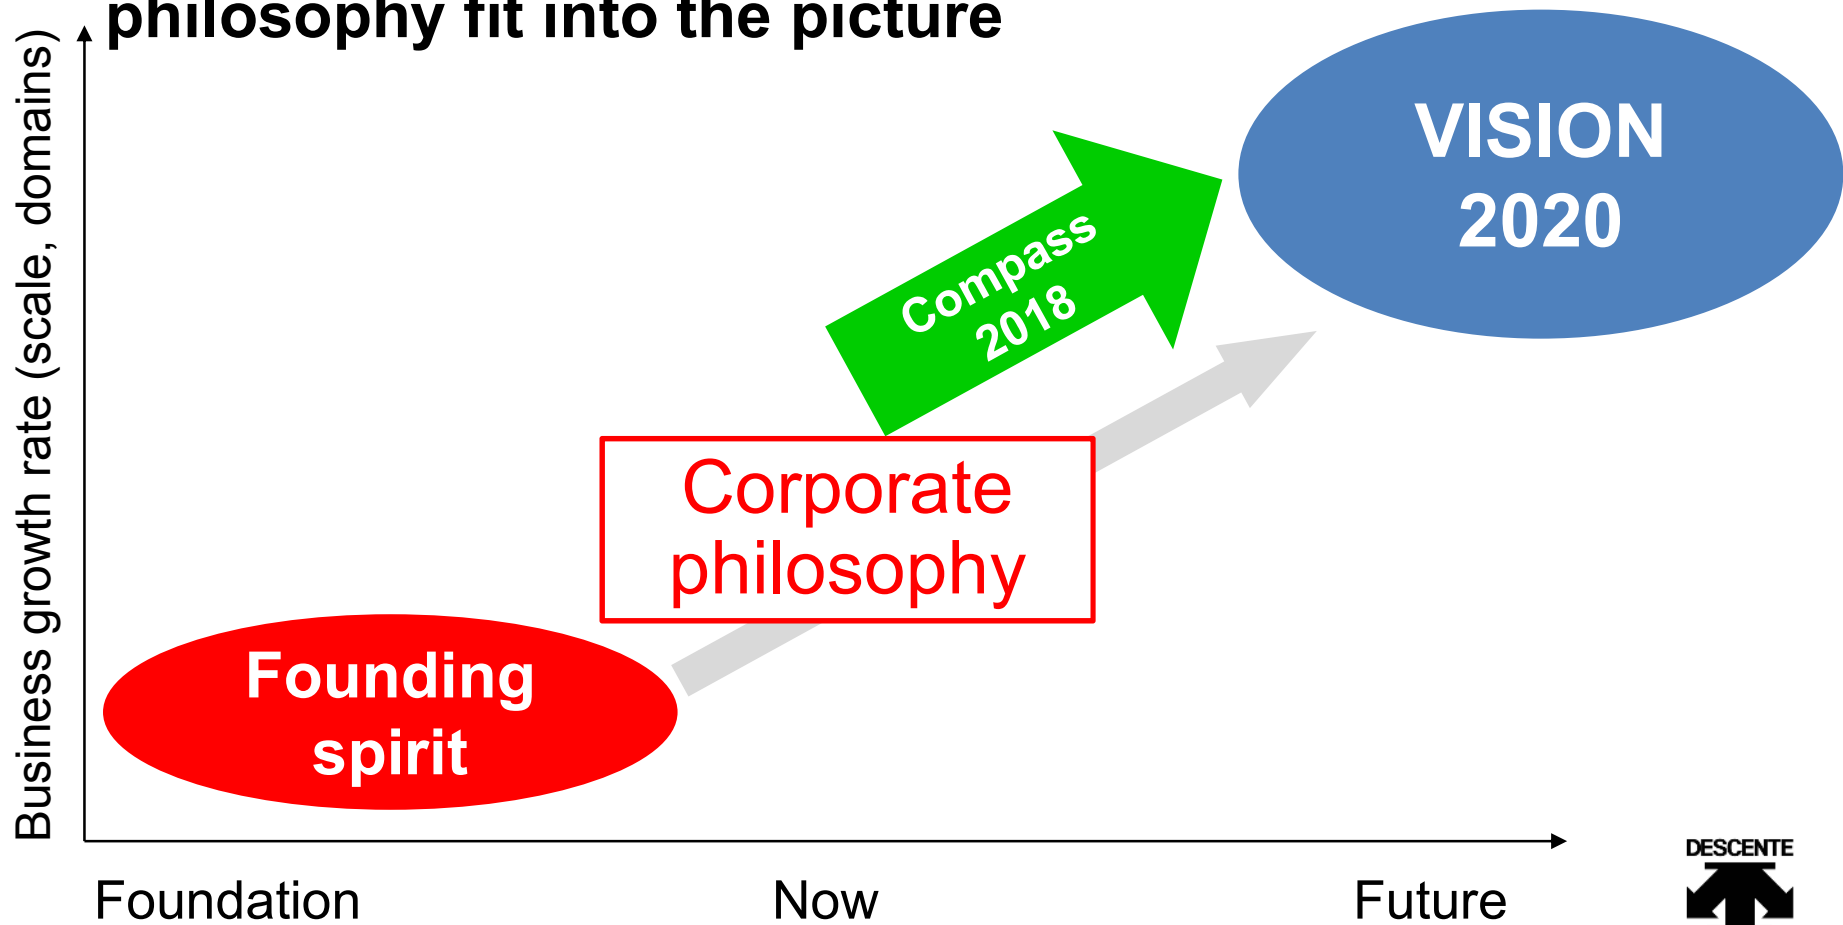 philosophy fit into the picture
Business growth rate (scale, domains)
VISION
2020
Compass
2018
Corporate
philosophy
Founding
spirit
Foundation
Now
Future
DESCENTE